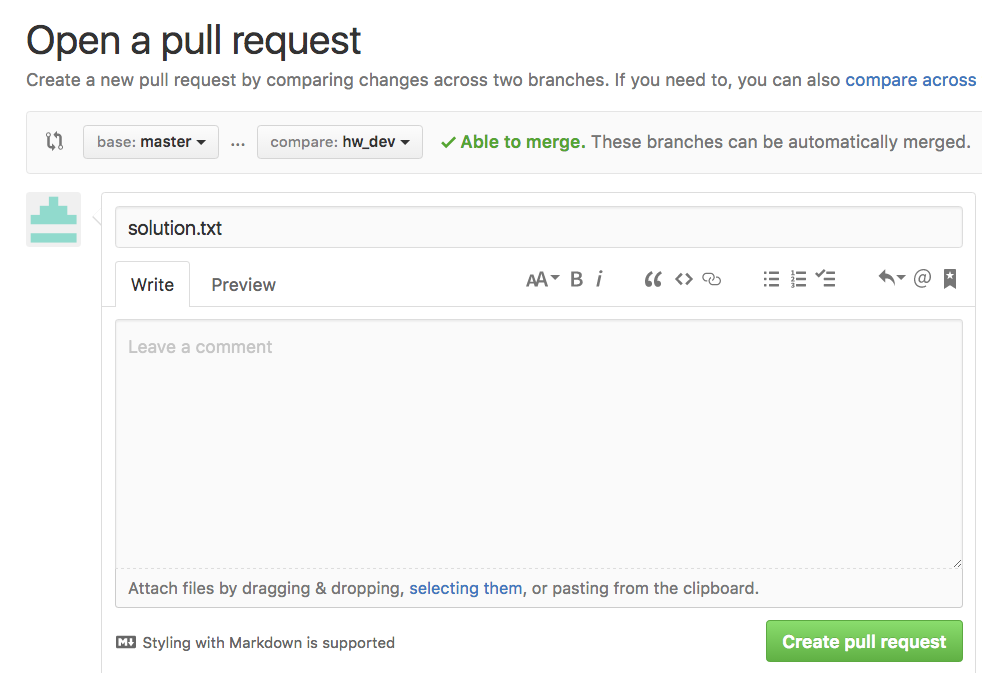 Open a pull request
Create a new pull request by comparing changes across two branches. If you need to, you can also compare across
base: master ... compare: hw_dev Able to merge. These branches can be automatically merged.
solution.txt
Write Preview AA B i
Leave a comment
Attach files by dragging & dropping, selecting them, or pasting from the clipboard.
Styling with Markdown is supported Create pull request